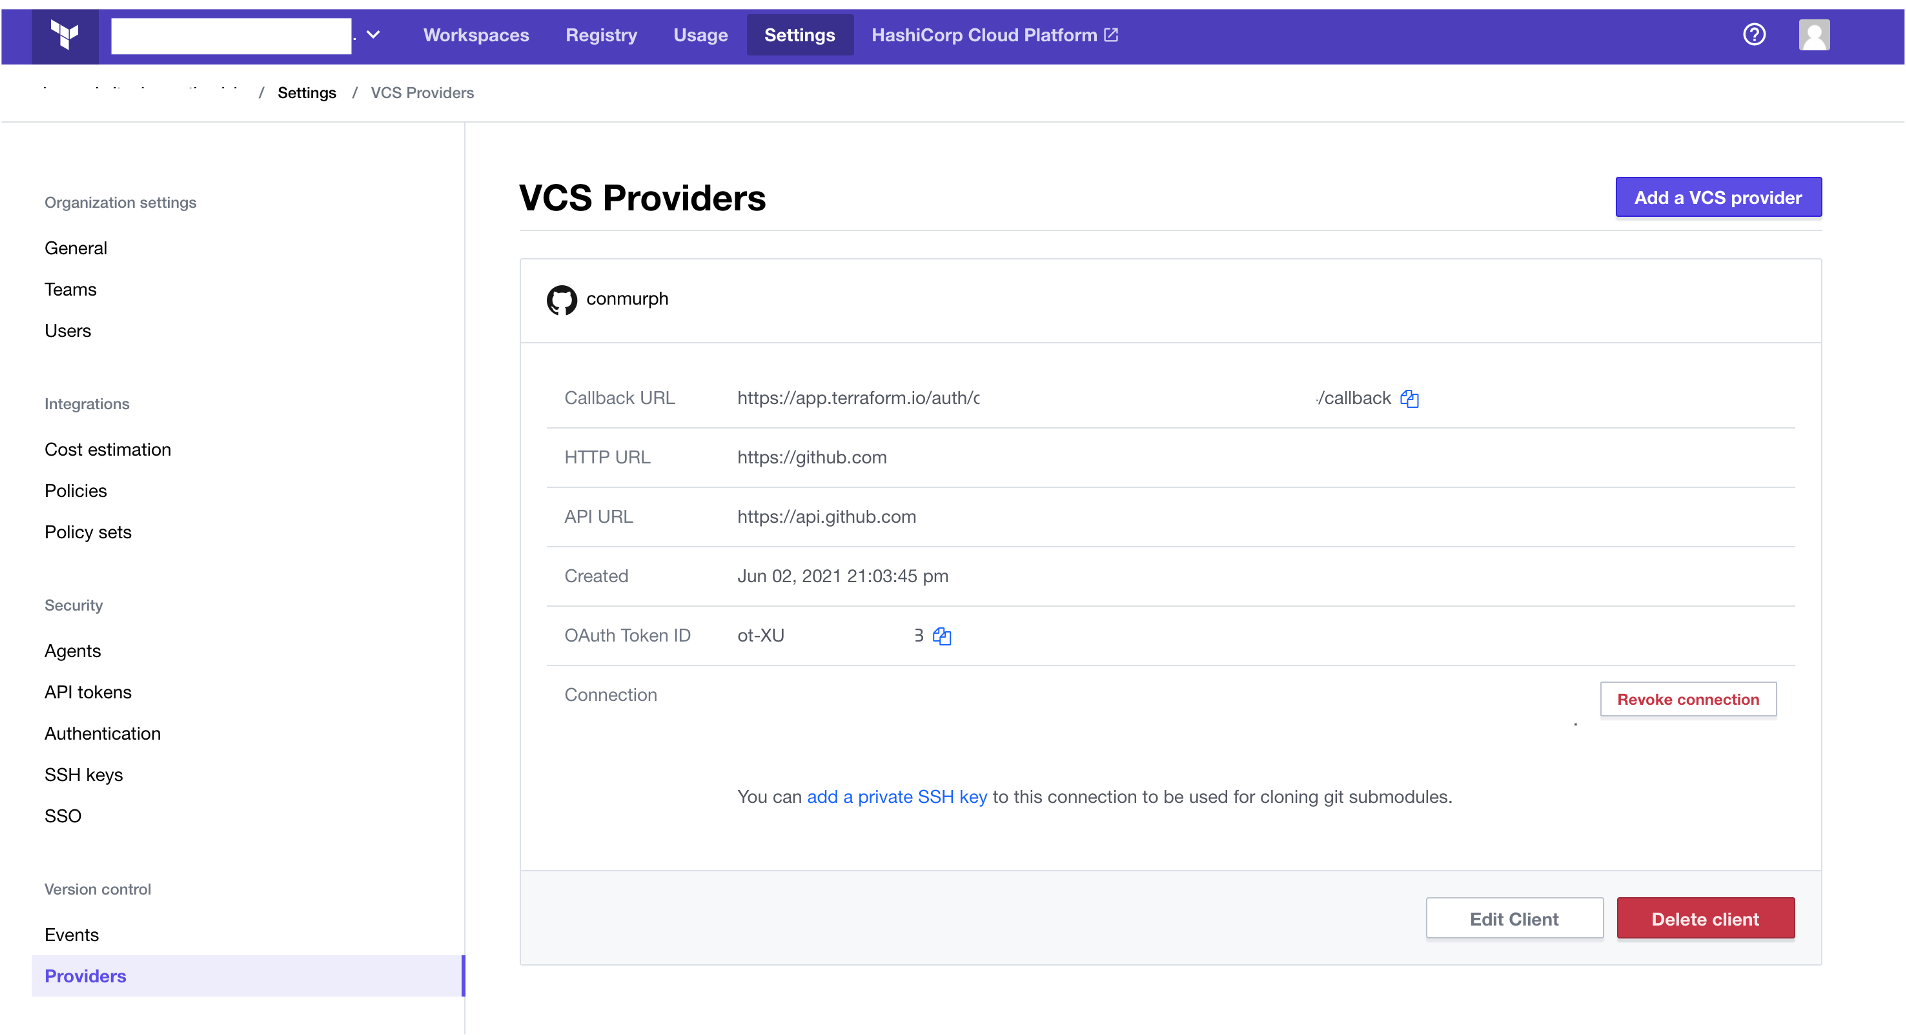 Workspaces Registry Usage Settings HashiCorp Cloud Platform
/ Settings / VCS Providers
Organization settings
General
Teams
Users
Integrations
Cost estimation
Policies
Policy sets
Security
Agents
API tokens
Authentication
SSH keys
SSO
Version control
Events
Providers
VCS Providers
Add a VCS provider
conmurph
Callback URL https://app.terraform.io/auth/c /callback
HTTP URL https://github.com
API URL https://api.github.com
Created Jun 02, 2021 21:03:45 pm
OAuth Token ID ot-XU 3
Connection
Revoke connection
You can add a private SSH key to this connection to be used for cloning git submodules.
Edit Client Delete client